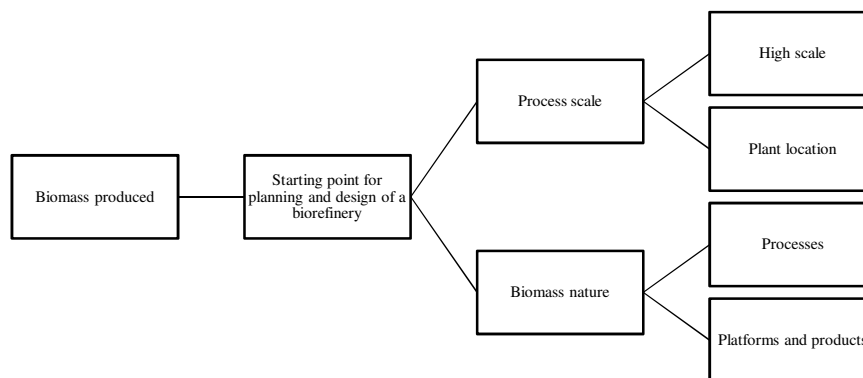 High scale
Process scale
Plant location
Biomass produced
Starting point for
planning and design of a
biorefinery
Processes
Biomass nature
Platforms and products